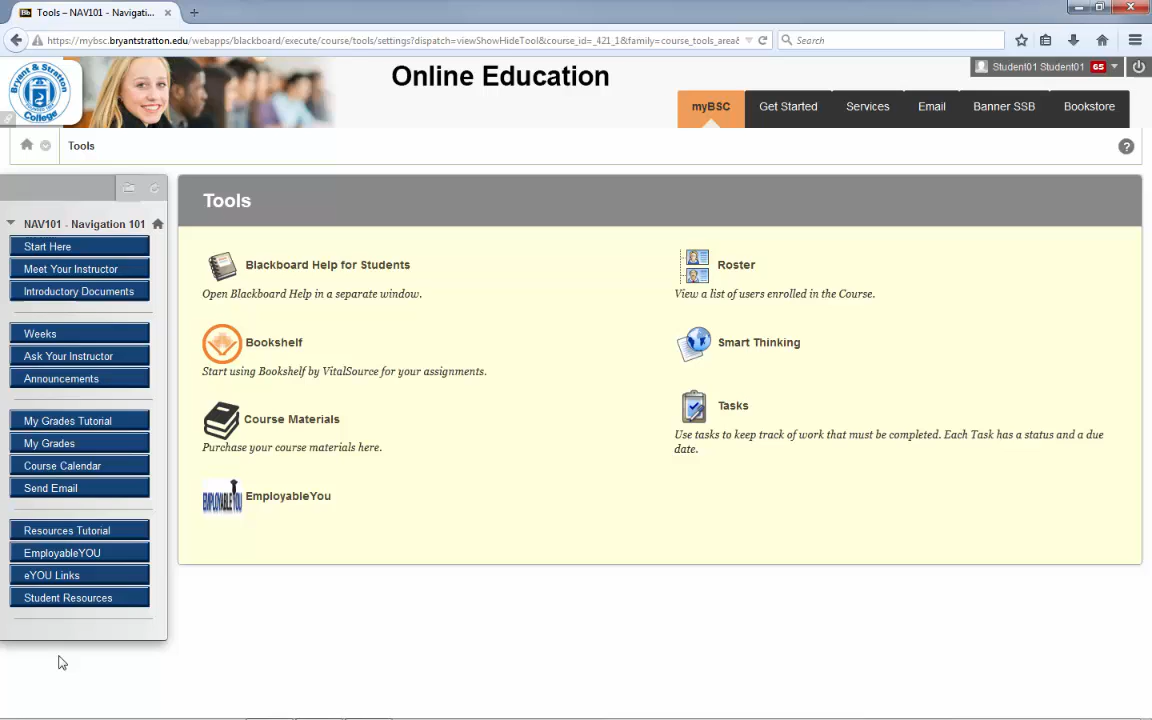 Tools – NAV101 - Navigati...
https://mybsc.bryantstratton.edu/webapps/blackboard/execute/course/tools/settings?dispatch=viewShowHideTool&course_id=_421_1&family=course_tools_area&
Search
Bryant & Stratton
College
Online Education
Student01 Student01 65
myBSC Get Started Services Email Banner SSB Bookstore
Tools
NAV101 - Navigation 101
Start Here
Meet Your Instructor
Introductory Documents
Weeks
Ask Your Instructor
Announcements
My Grades Tutorial
My Grades
Course Calendar
Send Email
Resources Tutorial
EmployableYOU
eYOU Links
Student Resources
Tools
Blackboard Help for Students
Open Blackboard Help in a separate window.
Bookshelf
Start using Bookshelf by VitalSource for your assignments.
Course Materials
Purchase your course materials here.
EMPLOYABLE YOU
EmployableYou
Roster
View a list of users enrolled in the Course.
Smart Thinking
Tasks
Use tasks to keep track of work that must be completed. Each Task has a status and a due
date.